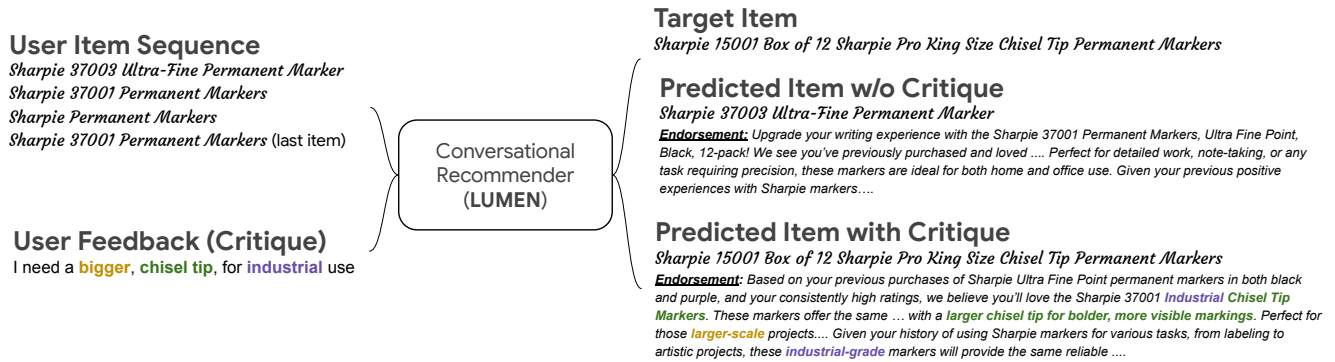 User Item Sequence
Sharpie 37003 Ultra-Fine Permanent Marker
Sharpie 37001 Permanent Markers
Sharpie Permanent Markers
Sharpie 37001 Permanent Markers (last item)
User Feedback (Critique)
I need a bigger, chisel tip, for industrial use
Conversational
Recommender
(LUMEN)
Target Item
Sharpie 15001 Box of 12 Sharpie Pro King Size Chisel Tip Permanent Markers
Predicted Item w/o Critique
Sharpie 37003 Ultra-Fine Permanent Marker
Endorsement: Upgrade your writing experience with the Sharpie 37001 Permanent Markers, Ultra Fine Point,
Black, 12-pack! We see you've previously purchased and loved .... Perfect for detailed work, note-taking, or any
task requiring precision, these markers are ideal for both home and office use. Given your previous positive
experiences with Sharpie markers….
Predicted Item with Critique
Sharpie 15001 Box of 12 Sharpie Pro King Size Chisel Tip Permanent Markers
Endorsement: Based on your previous purchases of Sharpie Ultra Fine Point permanent markers in both black
and purple, and your consistently high ratings, we believe you'll love the Sharpie 37001 Industrial Chisel Tip
Markers. These markers offer the same … with a larger chisel tip for bolder, more visible markings. Perfect for
those larger-scale projects.... Given your history of using Sharpie markers for various tasks, from labeling to
artistic projects, these industrial-grade markers will provide the same reliable ....